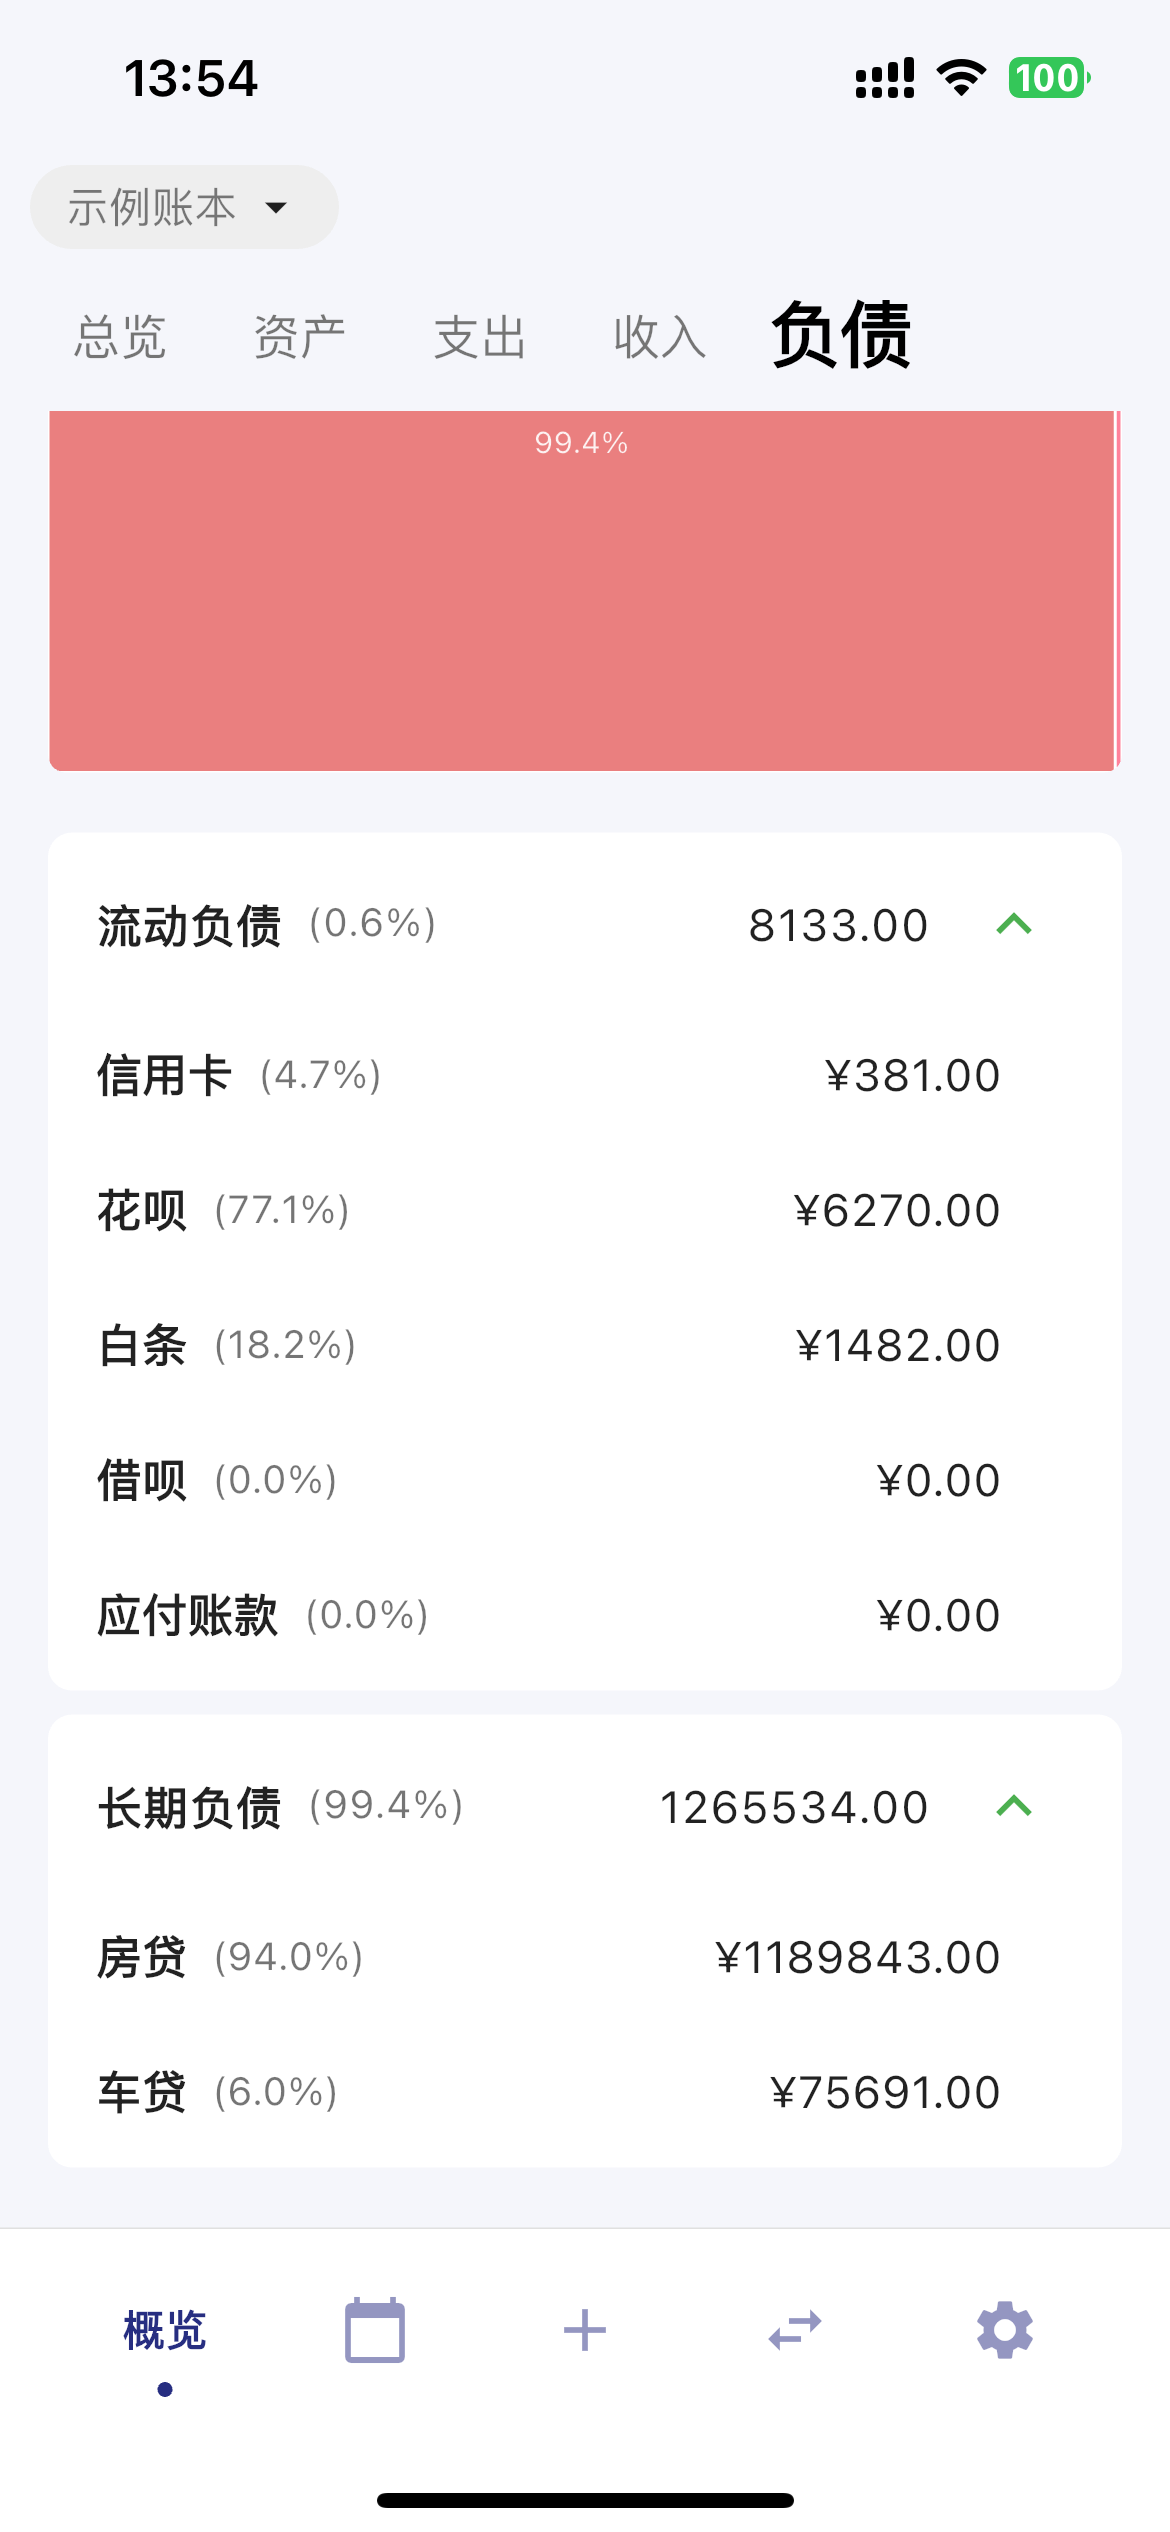 13:54
100
示例账本
总览 资产 支出 收入 负债
99.4%
流动负债 (0.6%) 8133.00
信用卡 (4.7%) ¥381.00
花呗 (77.1%) ¥6270.00
白条 (18.2%) ¥1482.00
借呗 (0.0%) ¥0.00
应付账款 (0.0%) ¥0.00
长期负债 (99.4%) 1265534.00
房贷 (94.0%) ¥1189843.00
车贷 (6.0%) ¥75691.00
概览